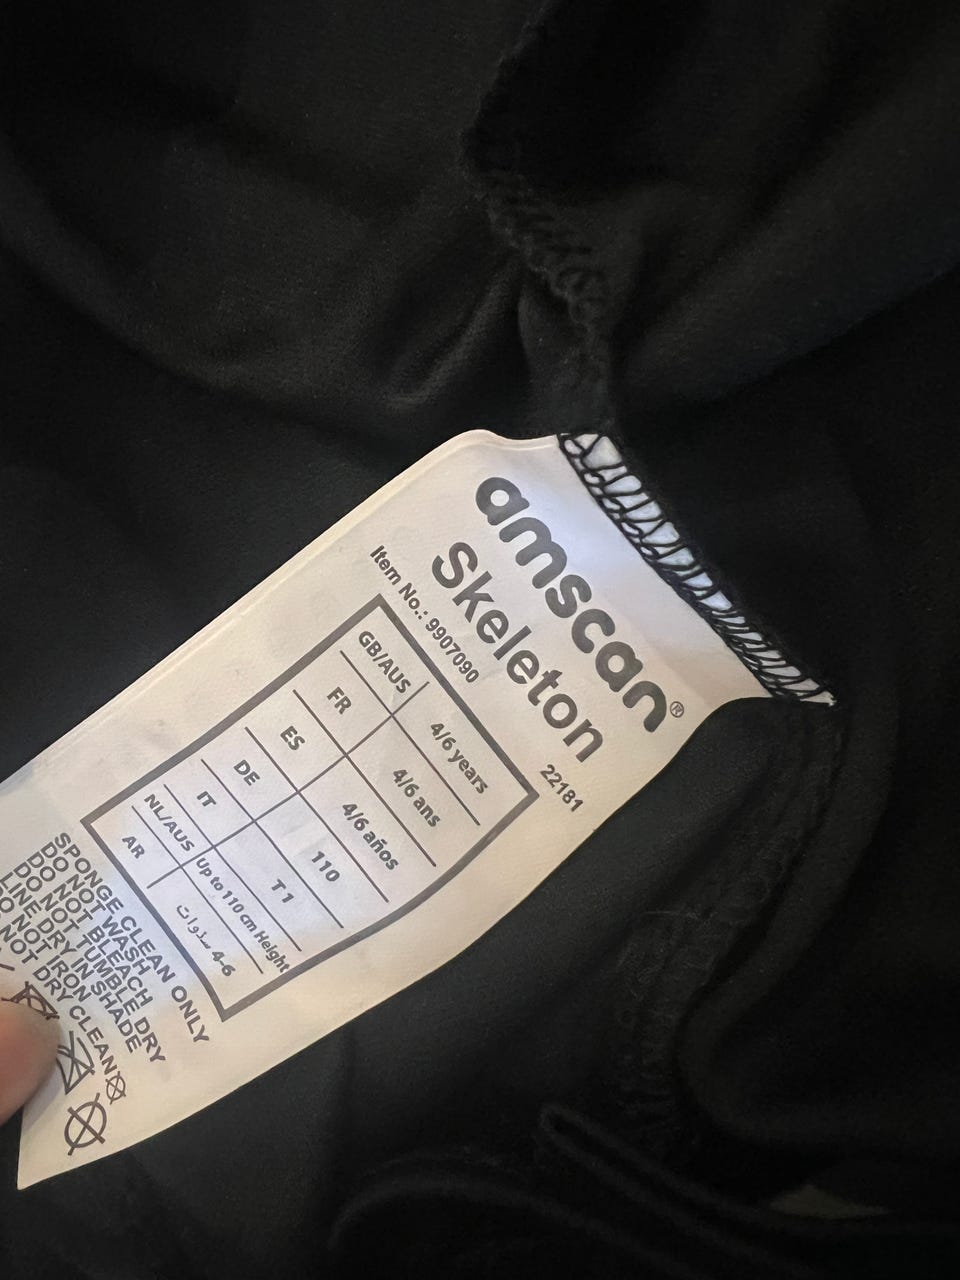 amscan®
Skeleton
Item No.: 9907090 22181
GB/AUS 4/6 years
FR 4/6 ans
ES 4/6 años
DE 110
IT T 1
NL/AUS Up to 110 cm Height
AR 4-6 سنوات
SPONGE CLEAN ONLY
DO NOT WASH
DO NOT BLEACH
DOO NOT TUMBLE DRY
LINE DRY IN SHADE
DO NOT IRON
DO NOT DRY CLEAN